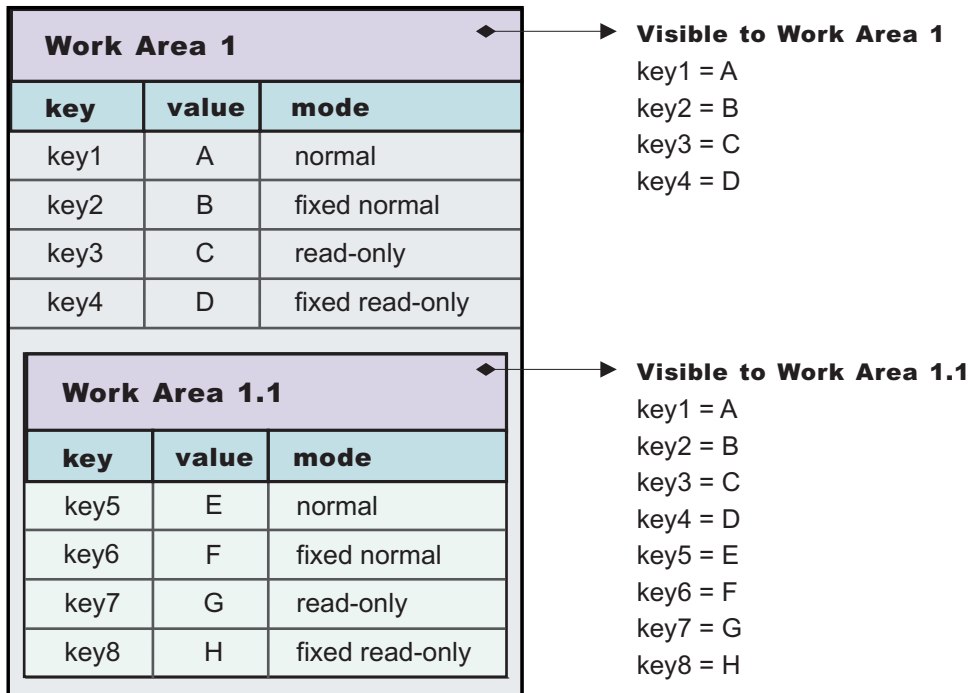 Work Area 1
key value mode
key1 A normal
key2 B fixed normal
key3 C read-only
key4 D fixed read-only
Visible to Work Area 1
key1 = A
key2 = B
key3 = C
key4 = D
Work Area 1.1
key value mode
key5 E normal
key6 F fixed normal
key7 G read-only
key8 H fixed read-only
Visible to Work Area 1.1
key1 = A
key2 = B
key3 = C
key4 = D
key5 = E
key6 = F
key7 = G
key8 = H